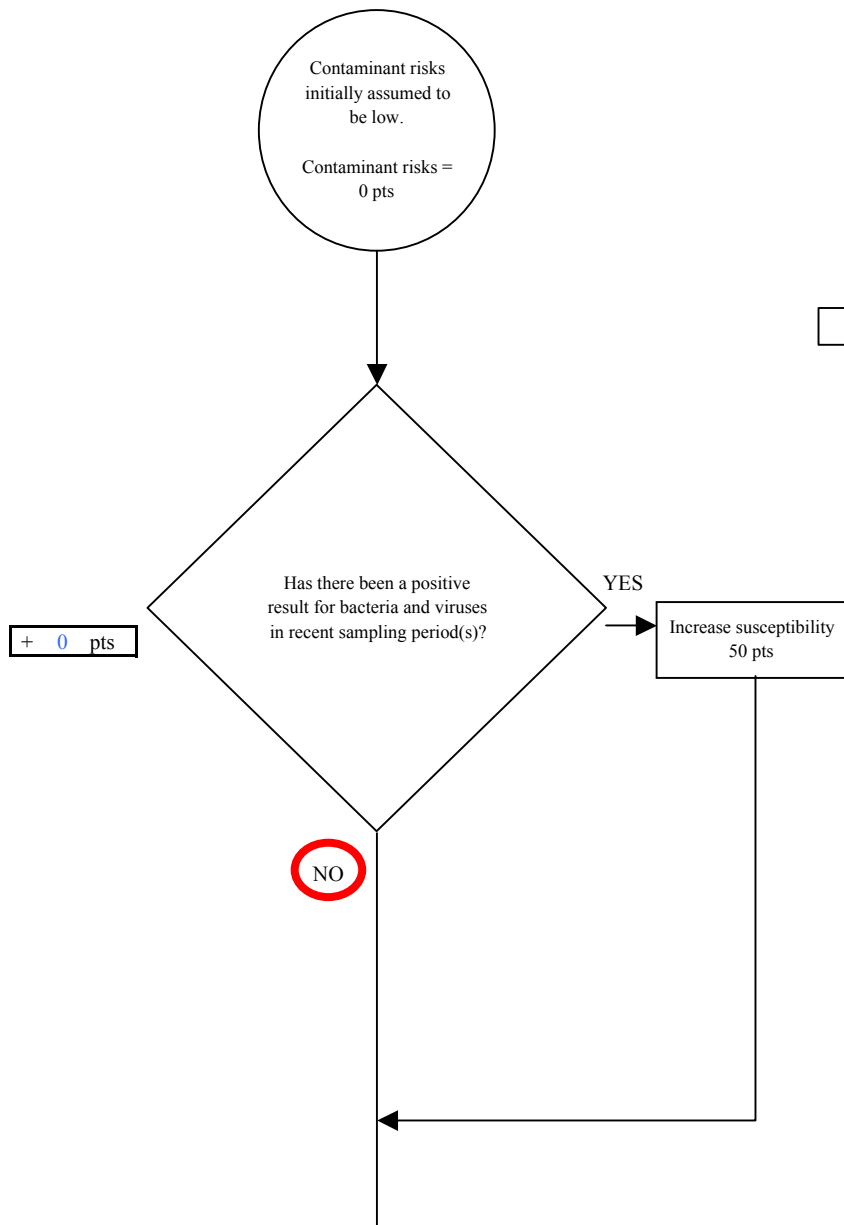 Contaminant risks
initially assumed to
be low.
Contaminant risks =
0 pts
Has there been a positive
result for bacteria and viruses
in recent sampling period(s)?
YES
+ 0 pts
Increase susceptibility
50 pts
NO